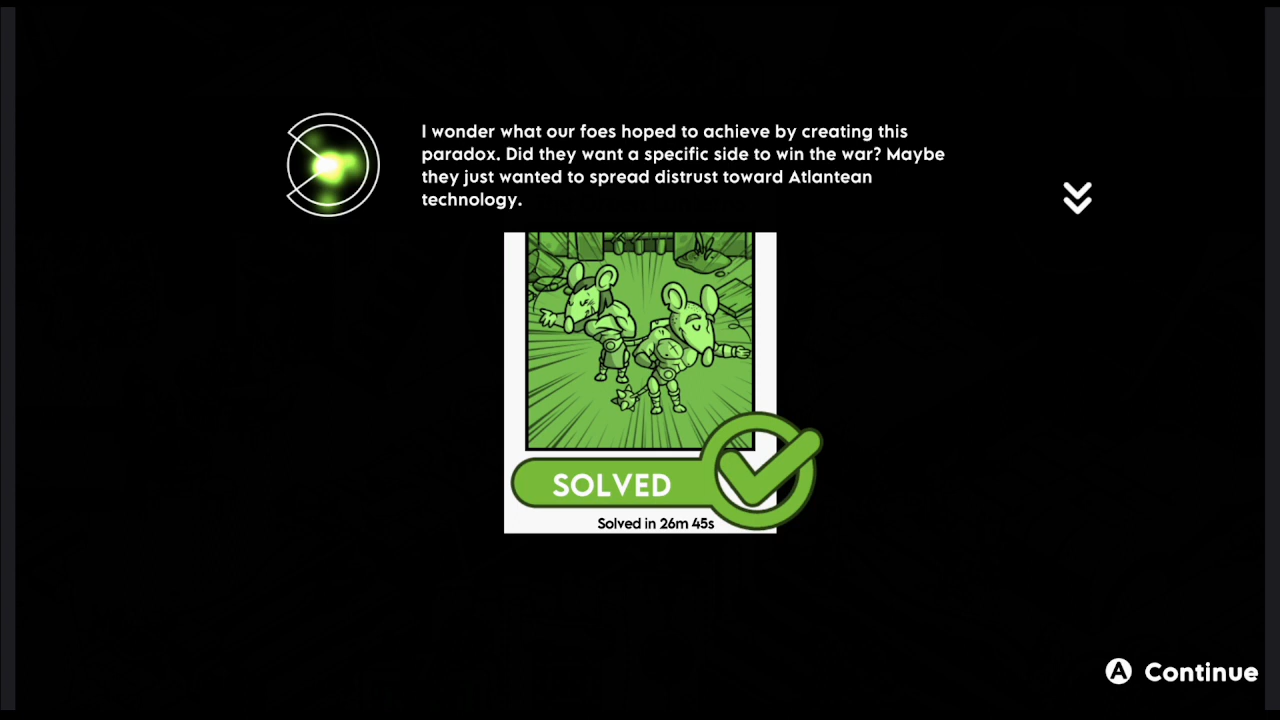 I wonder what our foes hoped to achieve by creating this
paradox. Did they want a specific side to win the war? Maybe
they just wanted to spread distrust toward Atlantean
technology.
SOLVED
Solved in 26m 45s
A Continue